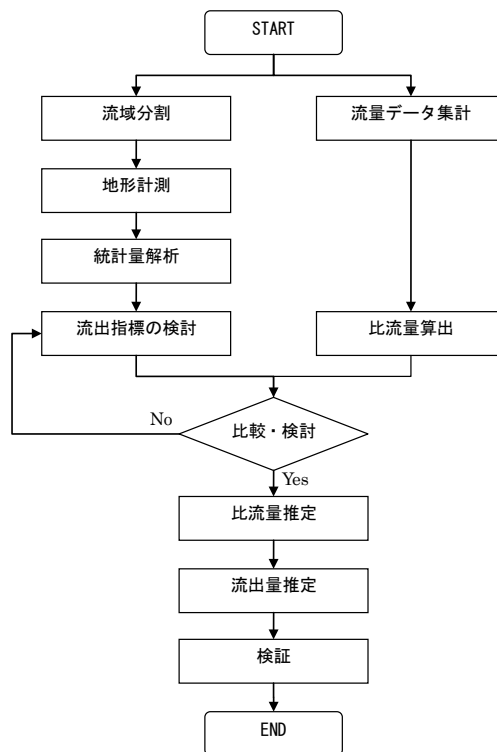 START
流域分割
流量データ集計
地形計測
統計量解析
流出指標の検討
比流量算出
No
比較・検討
Yes
比流量推定
流出量推定
検証
END